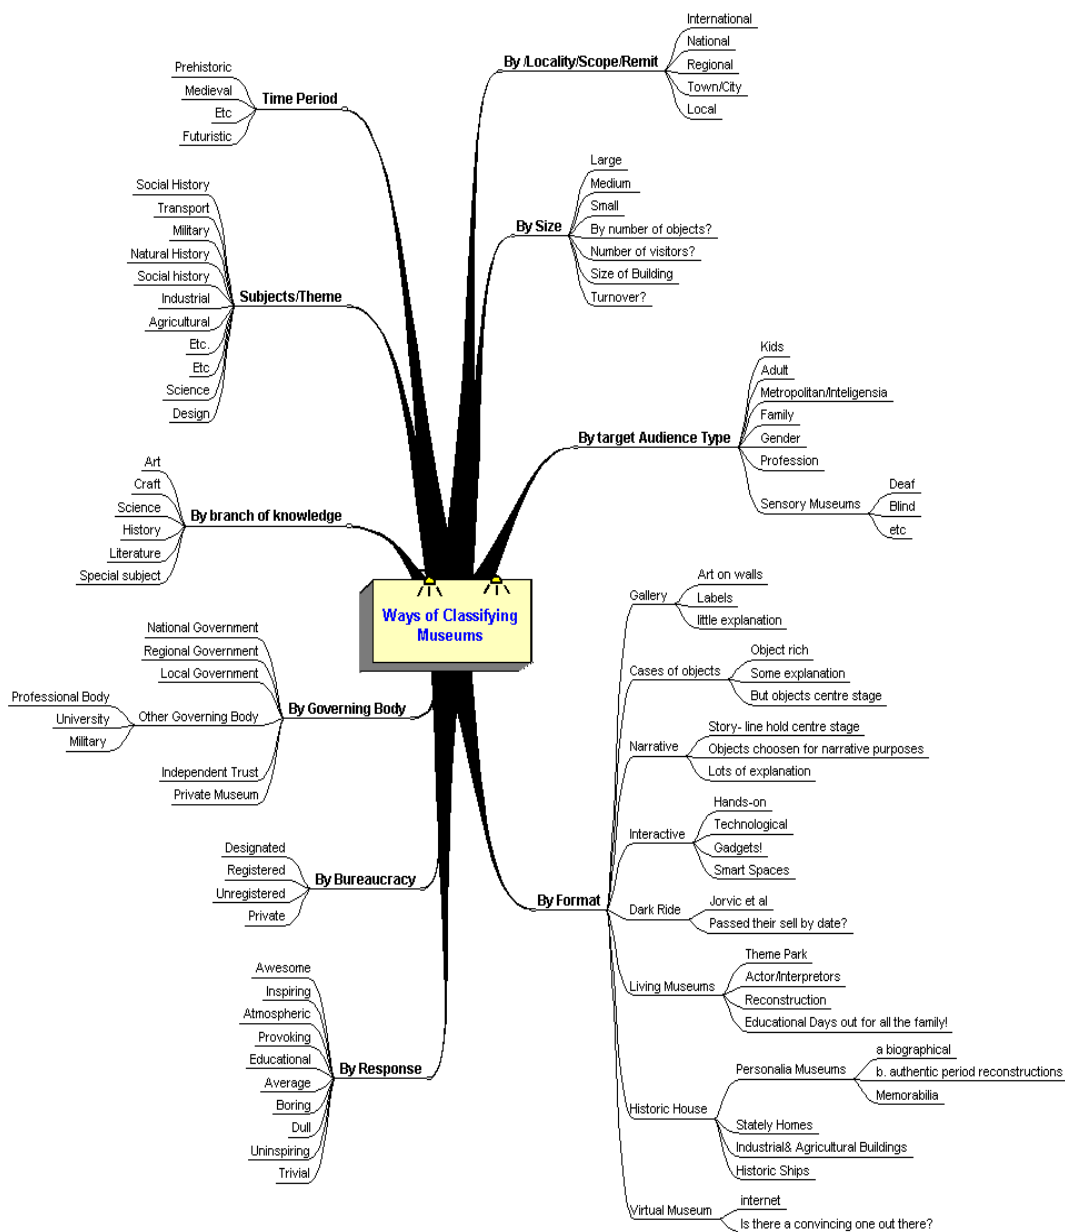 Ways of Classifying
Museums
Time Period
Prehistoric
Medieval
Etc
Futuristic
Subjects/Theme
Social History
Transport
Military
Natural History
Social history
Industrial
Agricultural
Etc.
Etc
Science
Design
By branch of knowledge
Art
Craft
Science
History
Literature
Special subject
By Governing Body
National Government
Regional Government
Local Government
Other Governing Body
Professional Body
University
Military
Independent Trust
Private Museum
By Bureaucracy
Designated
Registered
Unregistered
Private
By Response
Awesome
Inspiring
Atmospheric
Provoking
Educational
Average
Boring
Dull
Uninspiring
Trivial
By /Locality/Scope/Remit
International
National
Regional
Town/City
Local
By Size
Large
Medium
Small
By number of objects?
Number of visitors?
Size of Building
Turnover?
By target Audience Type
Kids
Adult
Metropolitan/Inteligensia
Family
Gender
Profession
Sensory Museums
Deaf
Blind
etc
By Format
Gallery
Art on walls
Labels
little explanation
Cases of objects
Object rich
Some explanation
But objects centre stage
Narrative
Story- line hold centre stage
Objects choosen for narrative purposes
Lots of explanation
Interactive
Hands-on
Technological
Gadgets!
Smart Spaces
Dark Ride
Jorvic et al
Passed their sell by date?
Living Museums
Theme Park
Actor/Interpretors
Reconstruction
Educational Days out for all the family!
Historic House
Personalia Museums
a biographical
b. authentic period reconstructions
Memorabilia
Stately Homes
Industrial& Agricultural Buildings
Historic Ships
Virtual Museum
internet
Is there a convincing one out there?